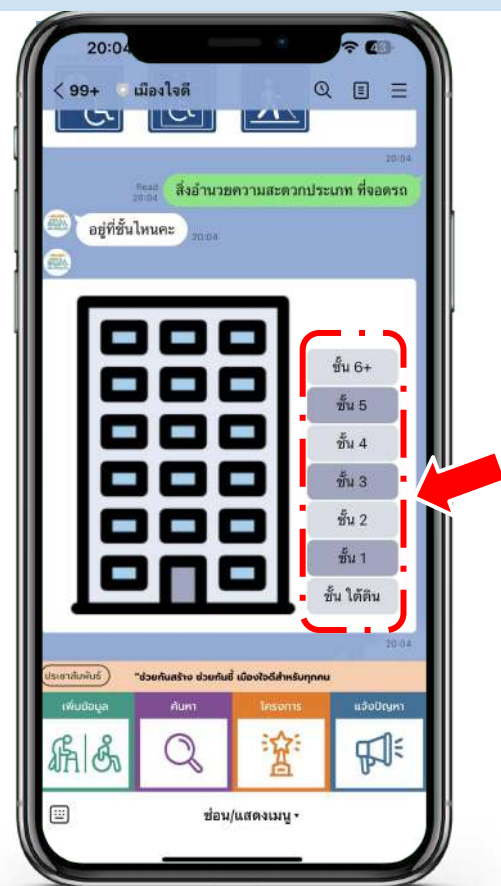 20:04
43
99+
เมืองใจดี
20:04
Read
20:04
สิ่งอำนวยความสะดวกประเภท ที่จอดรถ
อยู่ที่ชั้นไหนคะ
20:04
ชั้น 6+
ชั้น 5
ชั้น 4
ชั้น 3
ชั้น 2
ชั้น 1
ชั้น ใต้ดิน
20:04
ประชาสัมพันธ์
"ช่วยกันสร้าง ช่วยกันชี้ เมืองใจดีสำหรับทุกคน
เพิ่มข้อมูล
ค้นหา
โครงการ
แจ้งปัญหา
ซ่อน/แสดงเมนู